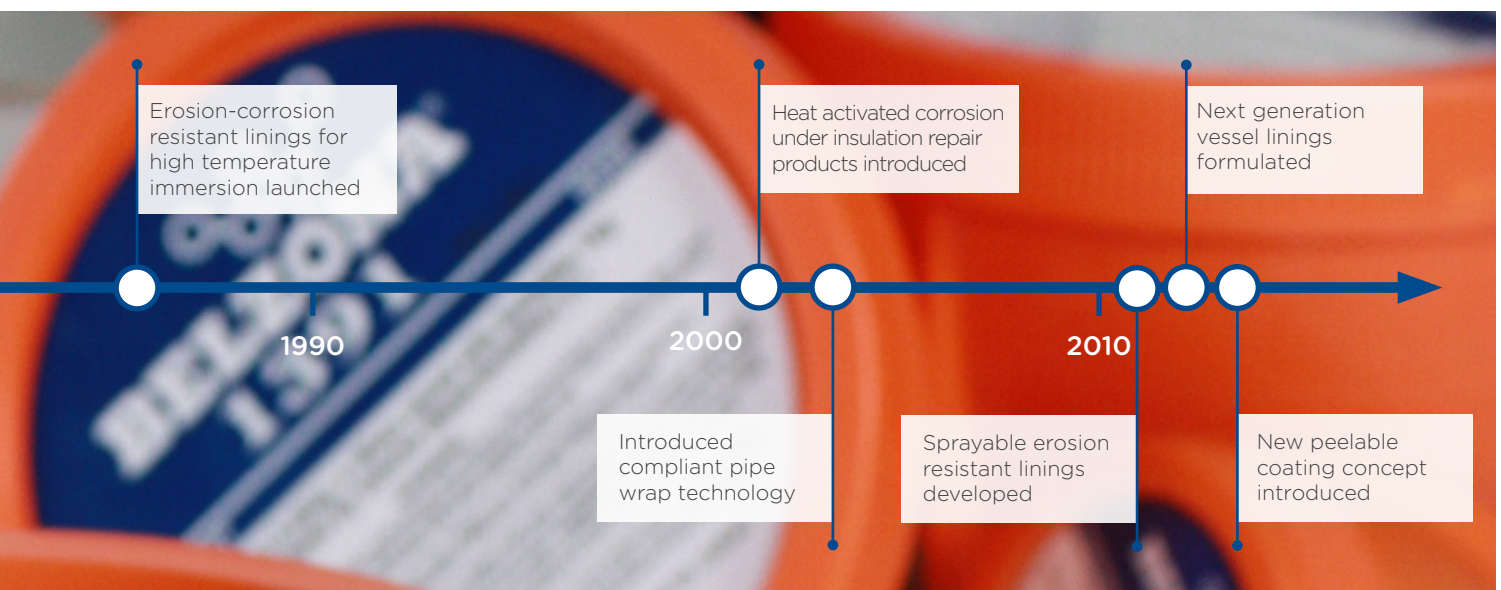 Erosion-corrosion
resistant linings for
high temperature
immersion launched
Heat activated corrosion
under insulation repair
products introduced
Next generation
vessel linings
formulated
BELZONA
1301
1990
2000
2010
Introduced
compliant pipe
wrap technology
Sprayable erosion
resistant linings
developed
New peelable
coating concept
introduced